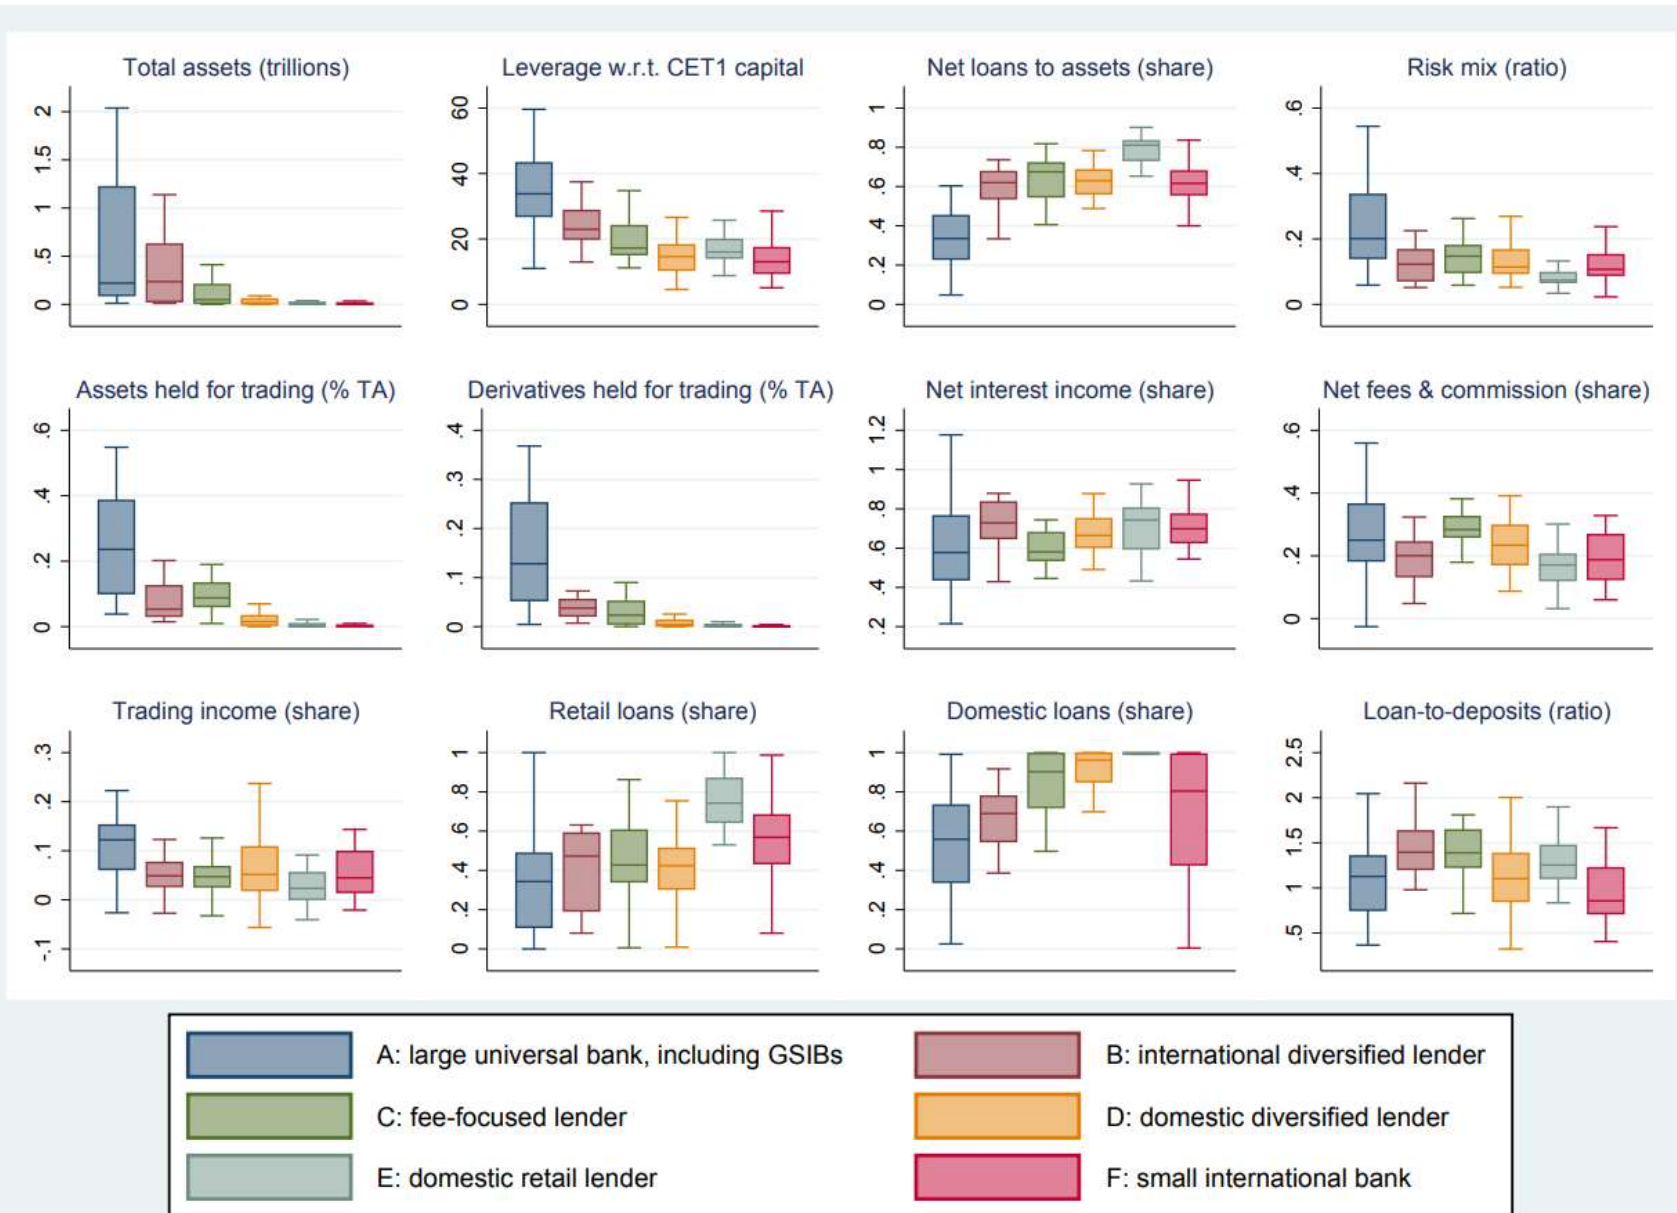 Total assets (trillions)
0 .5 1 1.5 2
Leverage w.r.t. CET1 capital
0 20 40 60
Net loans to assets (share)
0 .2 .4 .6 .8 1
Risk mix (ratio)
0 .2 .4 .6
Assets held for trading (% TA)
0 .2 .4 .6
Derivatives held for trading (% TA)
0 .1 .2 .3 .4
Net interest income (share)
.2 .4 .6 .8 1 1.2
Net fees & commission (share)
0 .2 .4 .6
Trading income (share)
-.1 0 .1 .2 .3
Retail loans (share)
0 .2 .4 .6 .8 1
Domestic loans (share)
0 .2 .4 .6 .8 1
Loan-to-deposits (ratio)
.5 1 1.5 2 2.5
A: large universal bank, including GSIBs
B: international diversified lender
C: fee-focused lender
D: domestic diversified lender
E: domestic retail lender
F: small international bank